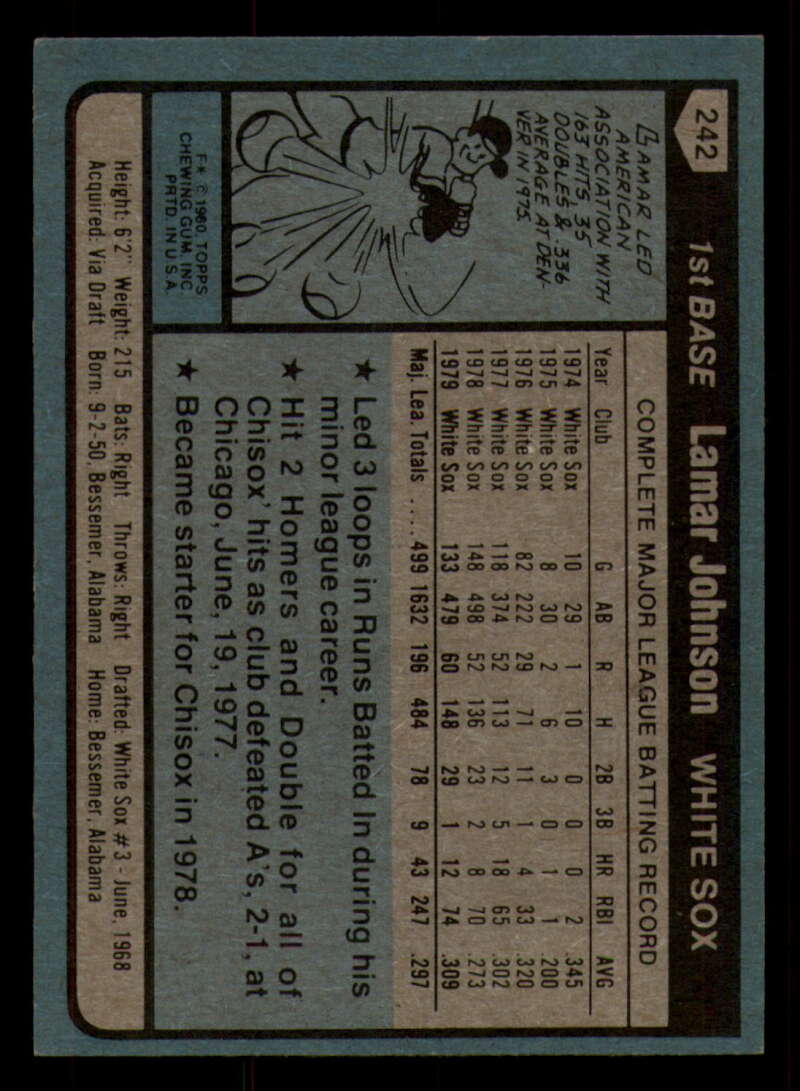 242 1st BASE Lamar Johnson WHITE SOX
LAMAR LED
AMERICAN
ASSOCIATION WITH
163 HITS, 35
DOUBLES & .336
AVERAGE AT DEN-
VER IN 1975.
F* © 1980 TOPPS
CHEWING GUM, INC.
PRTD. IN U.S.A.
COMPLETE MAJOR LEAGUE BATTING RECORD
Year Club G AB R H 2B 3B HR RBI AVG
1974 White Sox 10 29 1 10 0 0 0 2 .345
1975 White Sox 8 30 2 6 3 0 1 1 .200
1976 White Sox 82 222 29 71 11 1 4 33 .320
1977 White Sox 118 374 52 113 12 5 18 65 .302
1978 White Sox 148 498 52 136 23 2 8 70 .273
1979 White Sox 133 479 60 148 29 1 12 74 .309
Maj. Lea. Totals ..... 499 1632 196 484 78 9 43 247 .297
★ Led 3 loops in Runs Batted In during his
minor league career.
★ Hit 2 Homers and Double for all of
Chisox' hits as club defeated A's, 2-1, at
Chicago, June, 19, 1977.
★ Became starter for Chisox in 1978.
Height: 6'2" Weight: 215 Bats: Right Throws: Right Drafted: White Sox #3 - June, 1968
Acquired: Via Draft Born: 9-2-50, Bessemer, Alabama Home: Bessemer, Alabama